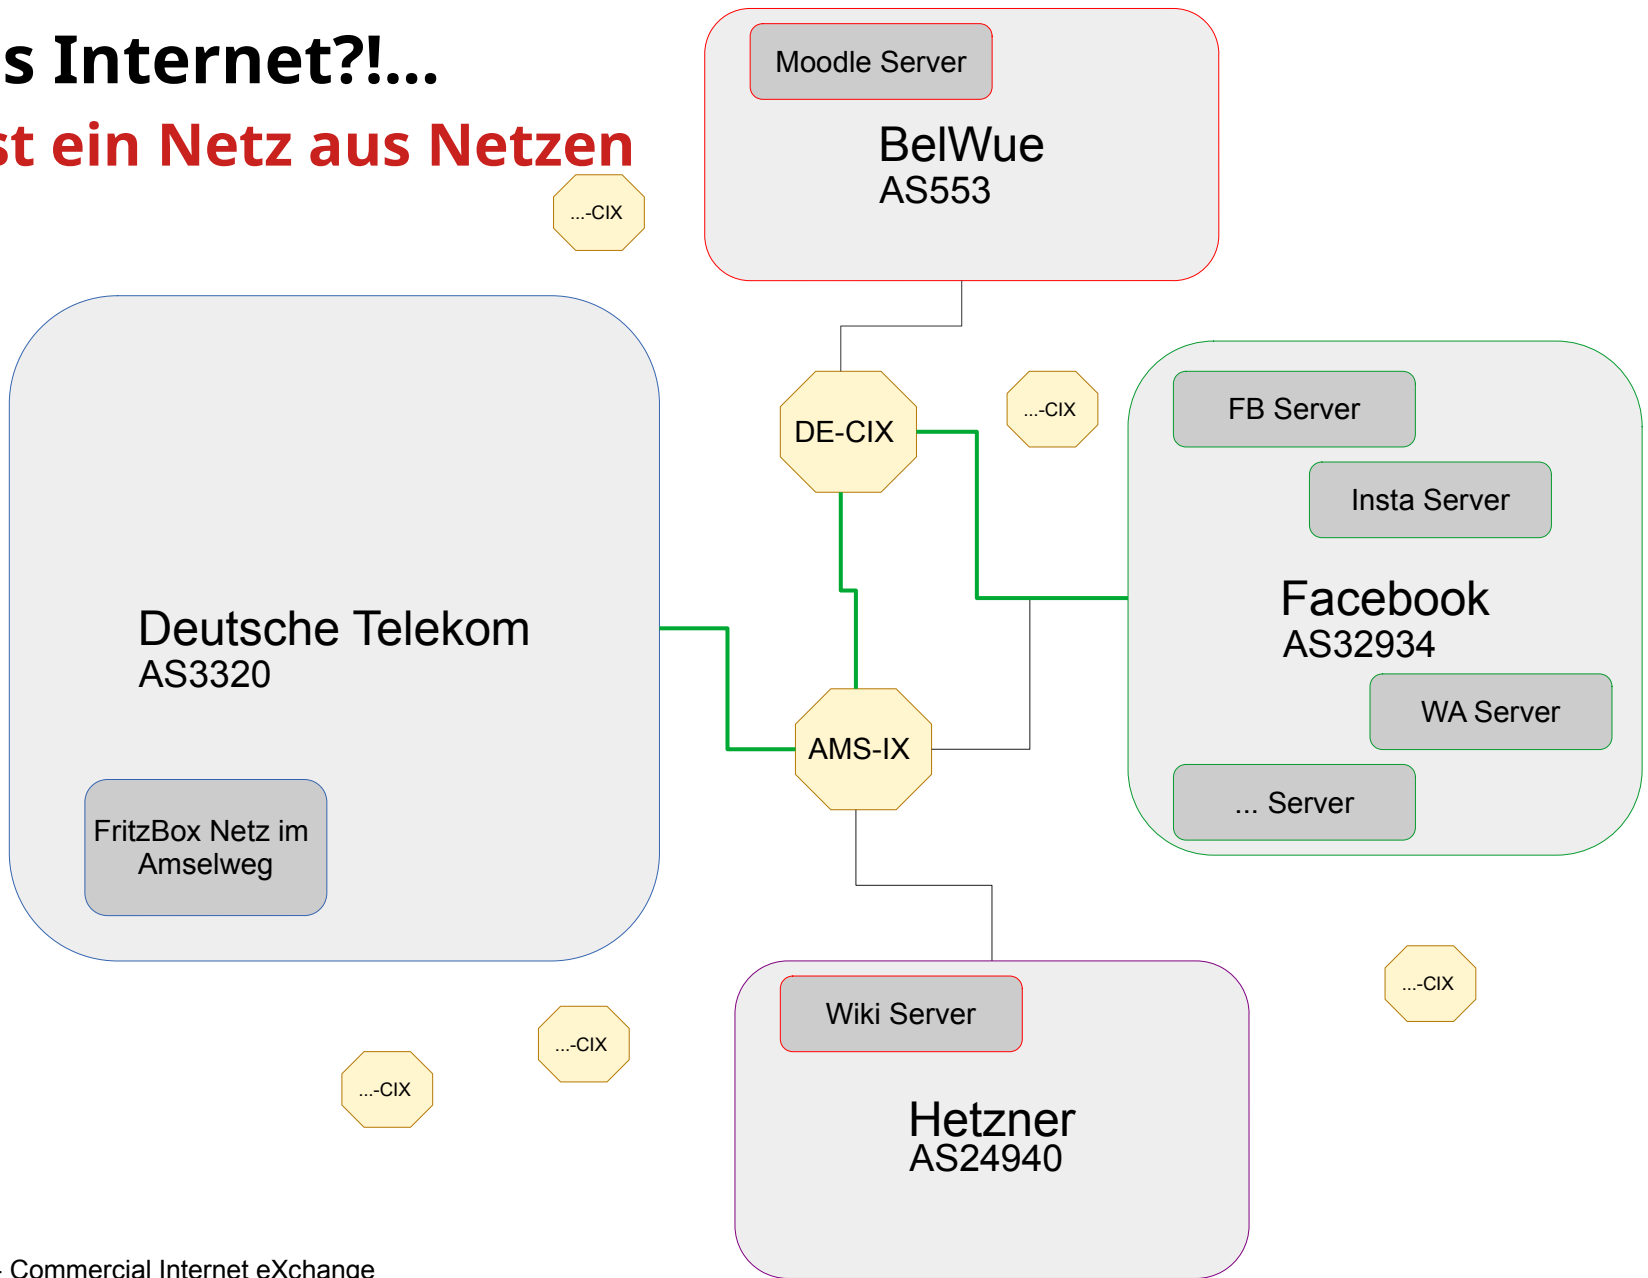 s Internet?!...
st ein Netz aus Netzen
Moodle Server
BelWue
AS553
...-CIX
DE-CIX
...-CIX
FB Server
Insta Server
Facebook
AS32934
WA Server
... Server
Deutsche Telekom
AS3320
AMS-IX
FritzBox Netz im
Amselweg
...-CIX
...-CIX
...-CIX
Wiki Server
Hetzner
AS24940
- Commercial Internet eXchange